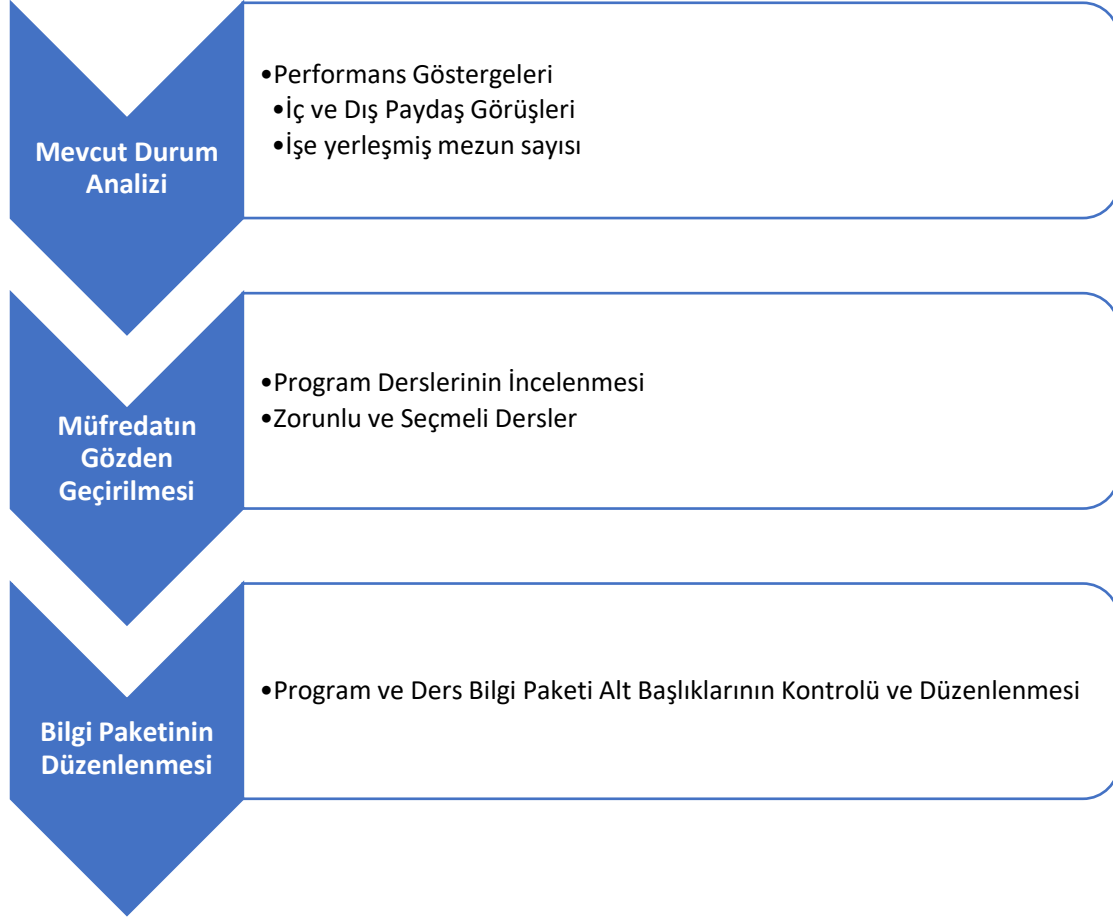 Mevcut Durum
Analizi
•Performans Göstergeleri
•İç ve Dış Paydaş Görüşleri
•İşe yerleşmiş mezun sayısı
Müfredatın
Gözden
Geçirilmesi
•Program Derslerinin İncelenmesi
•Zorunlu ve Seçmeli Dersler
Bilgi Paketinin
Düzenlenmesi
•Program ve Ders Bilgi Paketi Alt Başlıklarının Kontrolü ve Düzenlenmesi